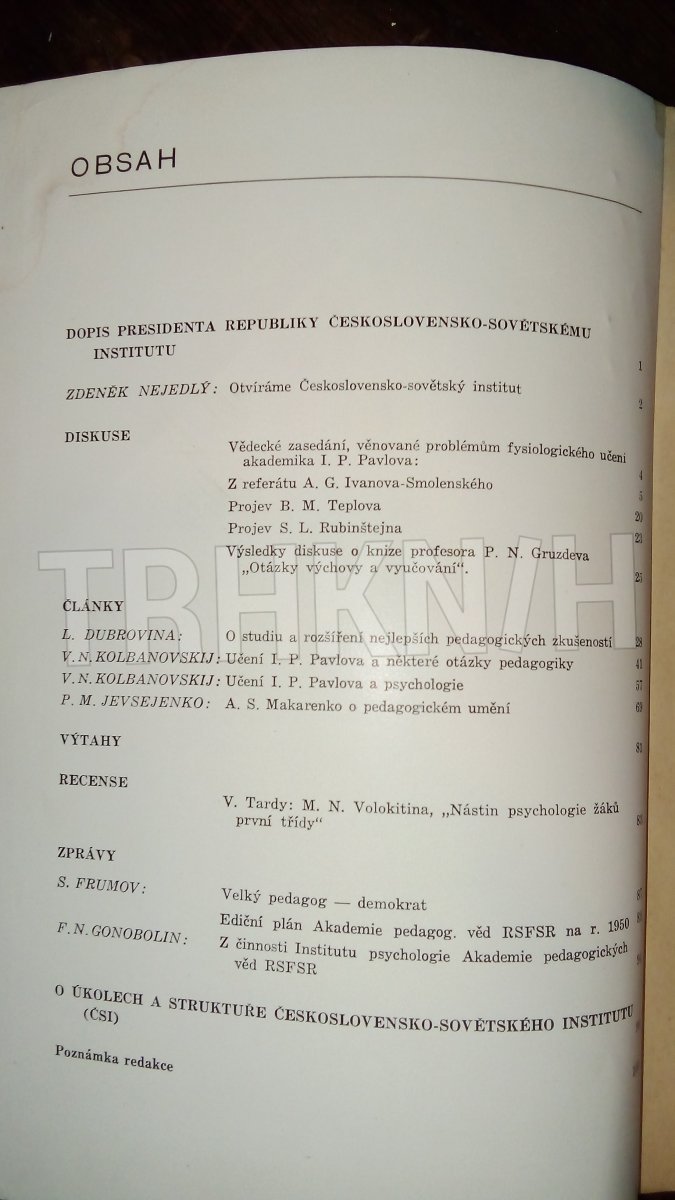 OBSAH
DOPIS PRESIDENTA REPUBLIKY ČESKOSLOVENSKO-SOVĚTSKÉMU
INSTITUTU 1
ZDENĚK NEJEDLÝ: Otvíráme Československo-sovětský institut 2
DISKUSE
Vědecké zasedání, věnované problémům fysiologického učení
akademika I. P. Pavlova: 4
Z referátu A. G. Ivanova-Smolenského 5
Projev B. M. Teplova 20
Projev S. L. Rubinštejna 23
Výsledky diskuse o knize profesora P. N. Gruzdeva
„Otázky výchovy a vyučování“. 25
TRHKN/H
ČLÁNKY
L. DUBROVINA: O studiu a rozšíření nejlepších pedagogických zkušeností 28
V. N. KOLBANOVSKIJ: Učení I. P. Pavlova a některé otázky pedagogiky 41
V. N. KOLBANOVSKIJ: Učení I. P. Pavlova a psychologie 57
P. M. JEVSEJENKO: A. S. Makarenko o pedagogickém umění 69
VÝTAHY 81
RECENSE
V. Tardy: M. N. Volokitina, „Nástin psychologie žáků
první třídy“
ZPRÁVY
S. FRUMOV: Velký pedagog — demokrat
Ediční plán Akademie pedagog. věd RSFSR na r. 1950
F. N. GONOBOLIN: Z činnosti Institutu psychologie Akademie pedagogických
věd RSFSR
O ÚKOLECH A STRUKTUŘE ČESKOSLOVENSKO-SOVĚTSKÉHO INSTITUTU
(ČSI)
Poznámka redakce